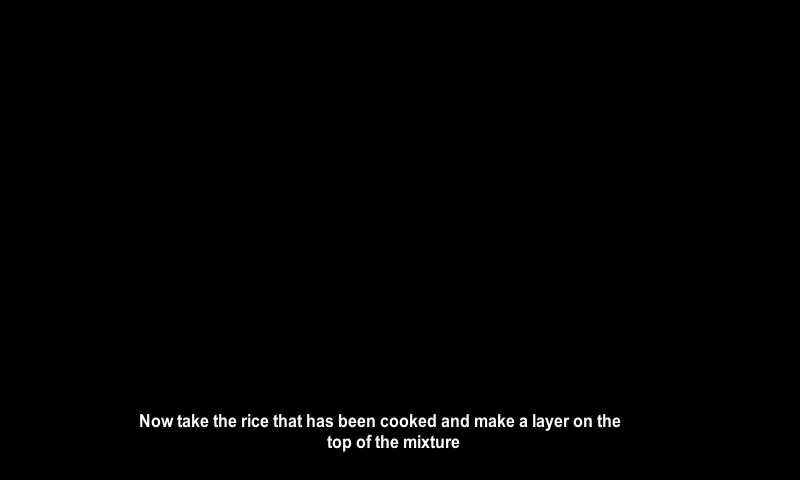 Now take the rice that has been cooked and make a layer on the
top of the mixture